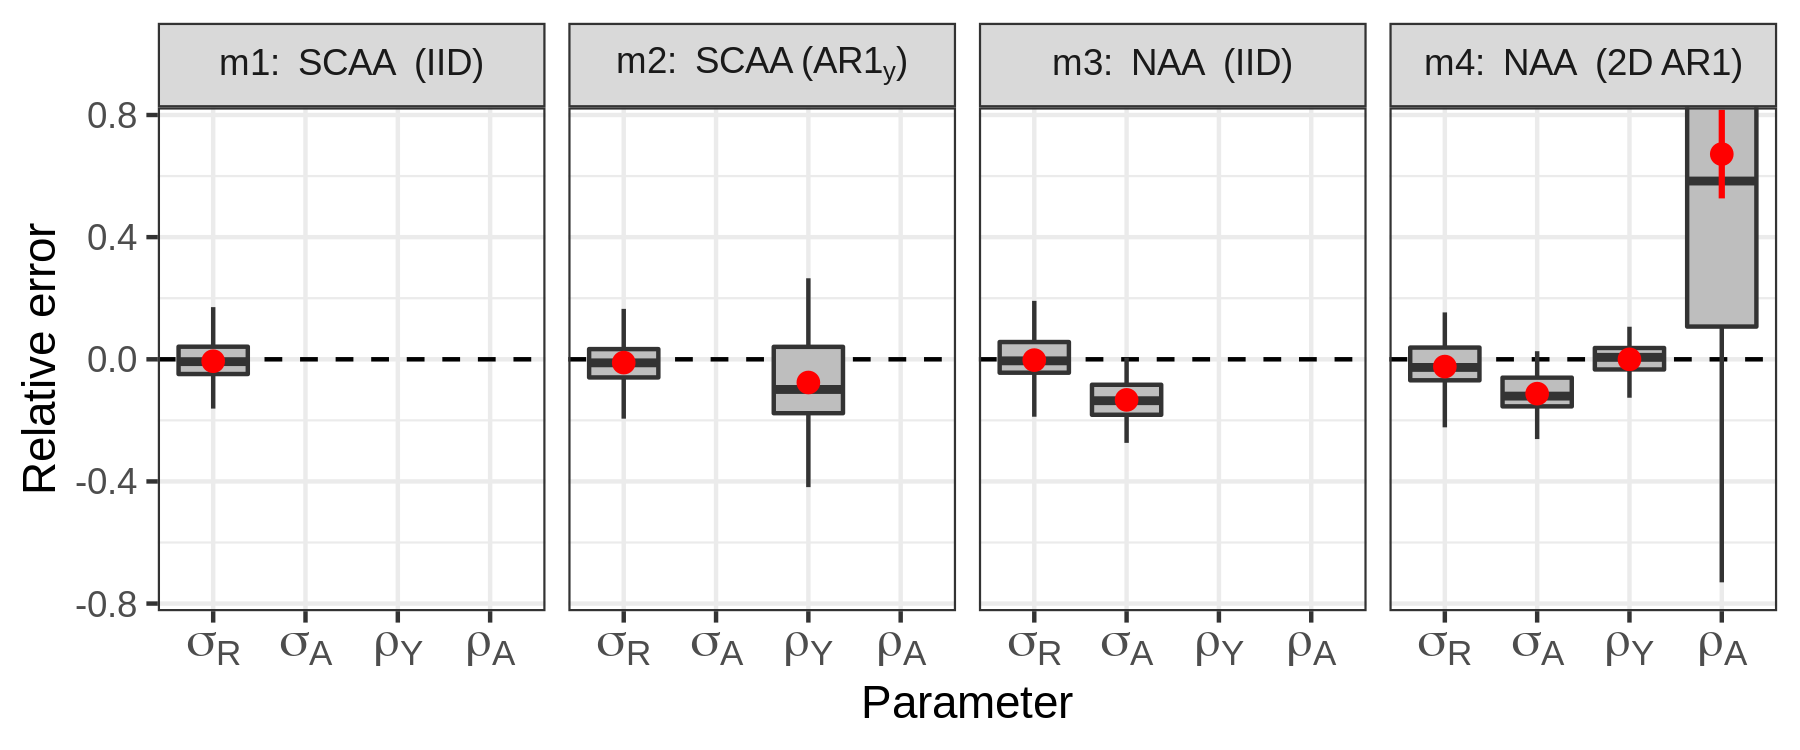 m1: SCAA (IID)
m2: SCAA (AR1y)
m3: NAA (IID)
m4: NAA (2D AR1)
Relative error
0.8
0.4
0.0
-0.4
-0.8
σR σA ρY ρA
σR σA ρY ρA
σR σA ρY ρA
σR σA ρY ρA
Parameter